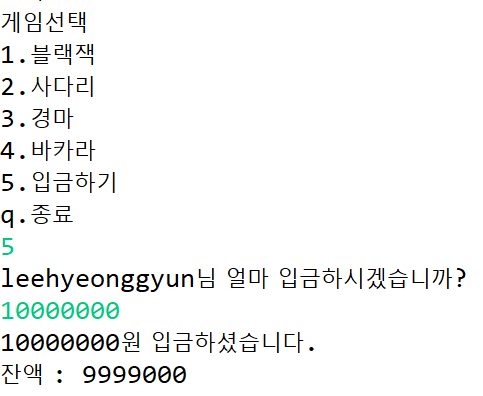 게임선택
1.블랙잭
2.사다리
3.경마
4.바카라
5.입금하기
q.종료
5
leehyeonggyun님 얼마 입금하시겠습니까?
10000000
10000000원 입금하셨습니다.
잔액 : 9999000